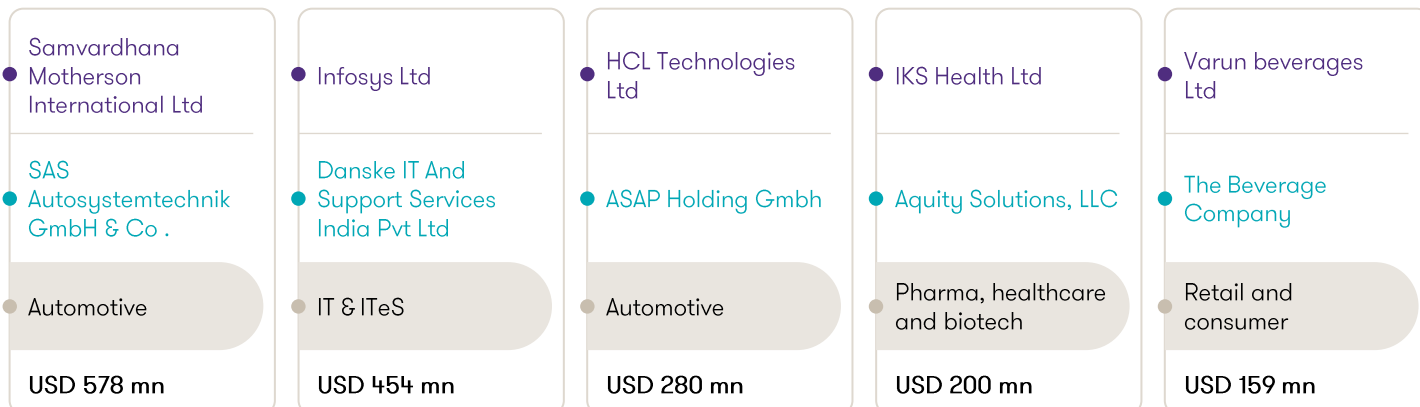 Samvardhana
Motherson
International Ltd
SAS
Autosystemtechnik
GmbH & Co .
Automotive
USD 578 mn
Infosys Ltd
Danske IT And
Support Services
India Pvt Ltd
IT & ITeS
USD 454 mn
HCL Technologies
Ltd
ASAP Holding Gmbh
Automotive
USD 280 mn
IKS Health Ltd
Aquity Solutions, LLC
Pharma, healthcare
and biotech
USD 200 mn
Varun beverages
Ltd
The Beverage
Company
Retail and
consumer
USD 159 mn